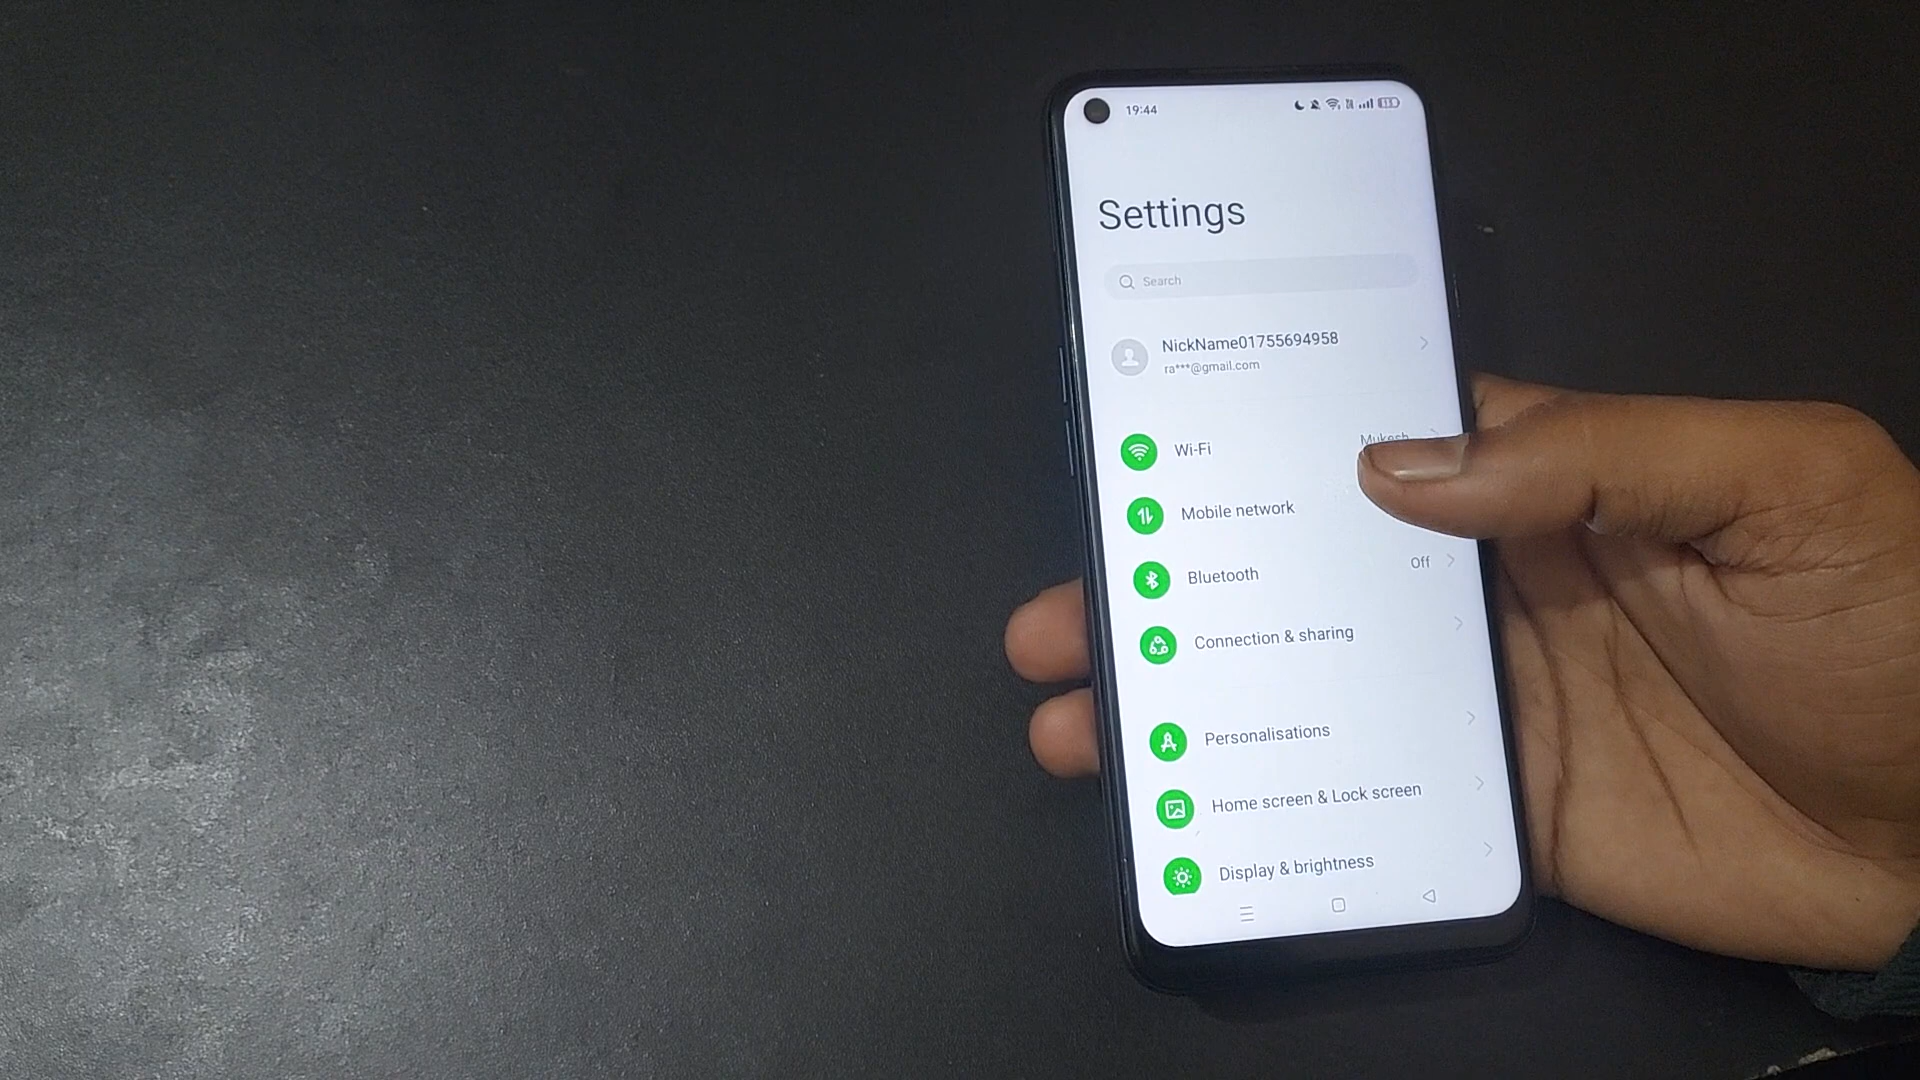 19:44
Settings
Search
NickName01755694958
ra***@gmail.com
Wi-Fi
Mukesh
Mobile network
Bluetooth
Off
Connection & sharing
Personalisations
Home screen & Lock screen
Display & brightness